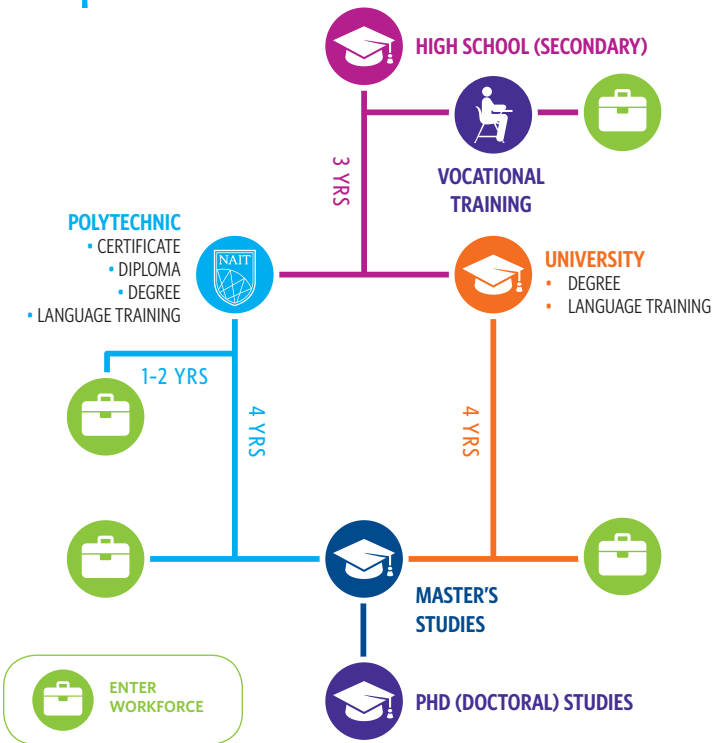 HIGH SCHOOL (SECONDARY)
3 YRS
VOCATIONAL
TRAINING
POLYTECHNIC
• CERTIFICATE
• DIPLOMA
• DEGREE
• LANGUAGE TRAINING
NAIT
UNIVERSITY
• DEGREE
• LANGUAGE TRAINING
1-2 YRS
4 YRS
4 YRS
MASTER'S
STUDIES
ENTER
WORKFORCE
PHD (DOCTORAL) STUDIES